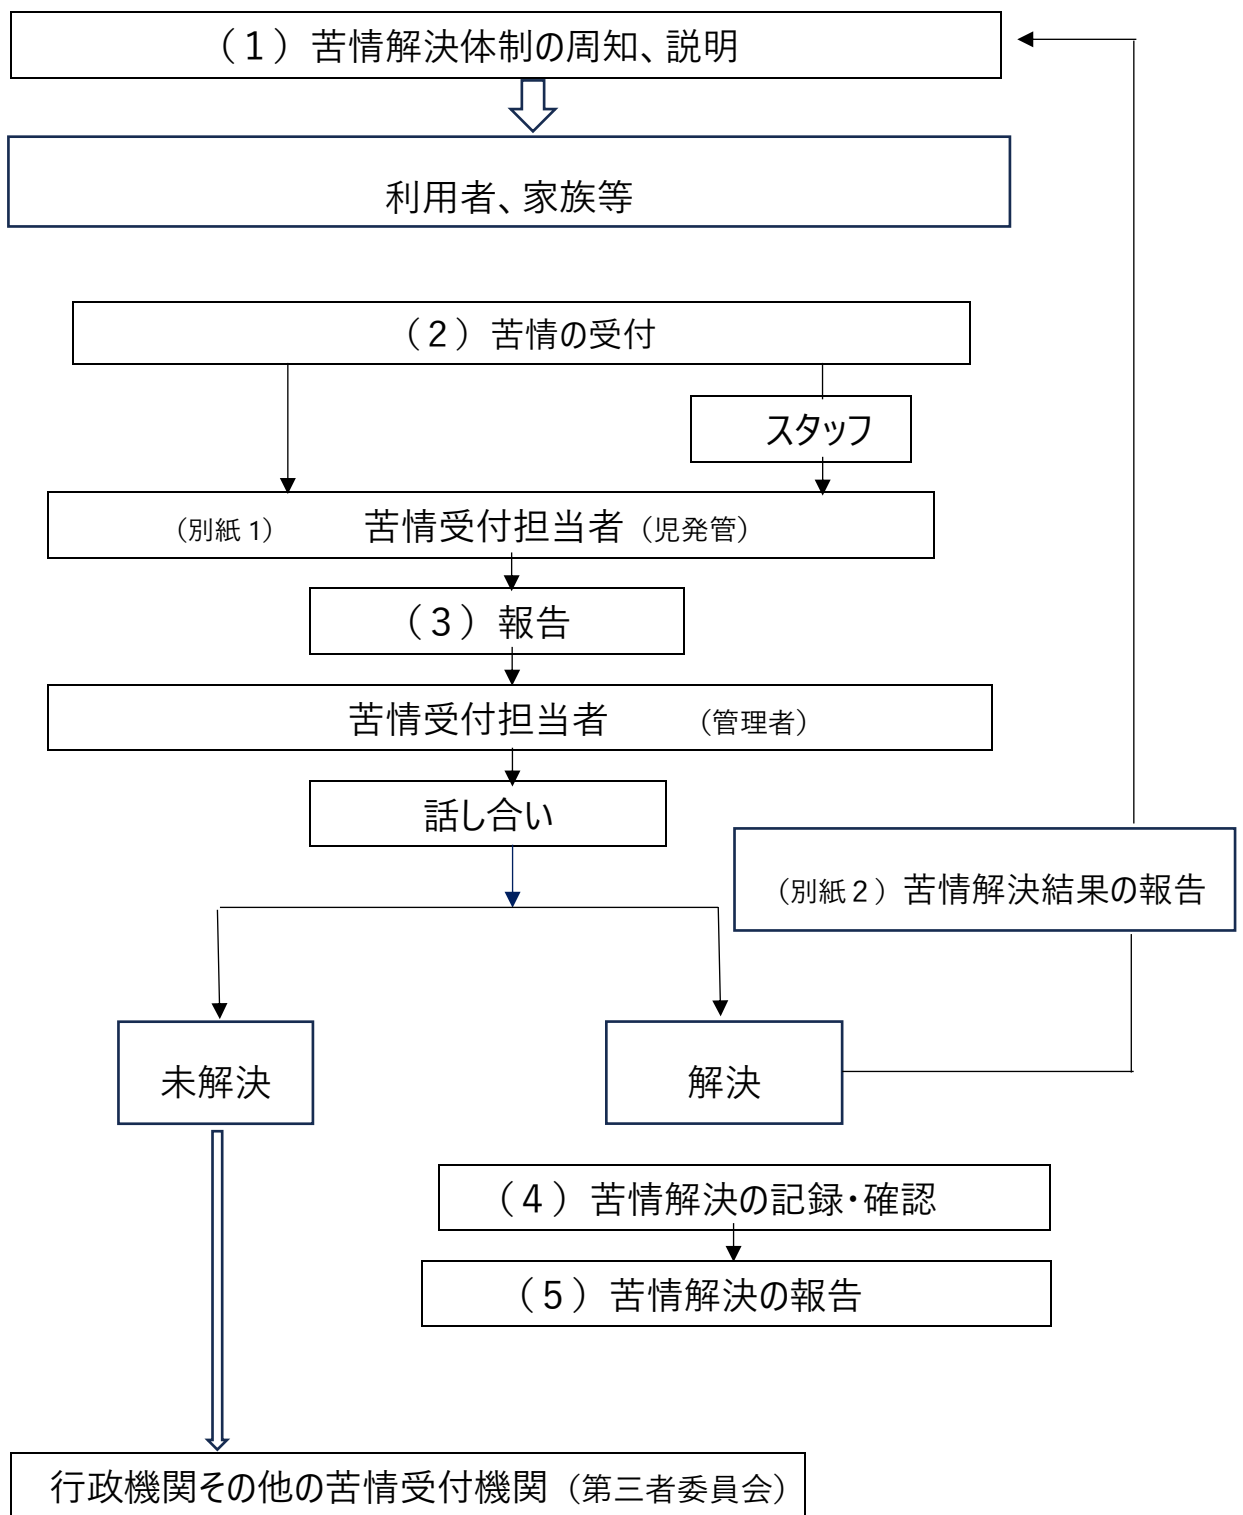 （１）苦情解決体制の周知、説明
利用者、家族等
（２）苦情の受付
スタッフ
（別紙１） 苦情受付担当者（児発管）
（３）報告
苦情受付担当者 （管理者）
話し合い
（別紙２）苦情解決結果の報告
未解決
解決
（４）苦情解決の記録・確認
（５）苦情解決の報告
行政機関その他の苦情受付機関（第三者委員会）